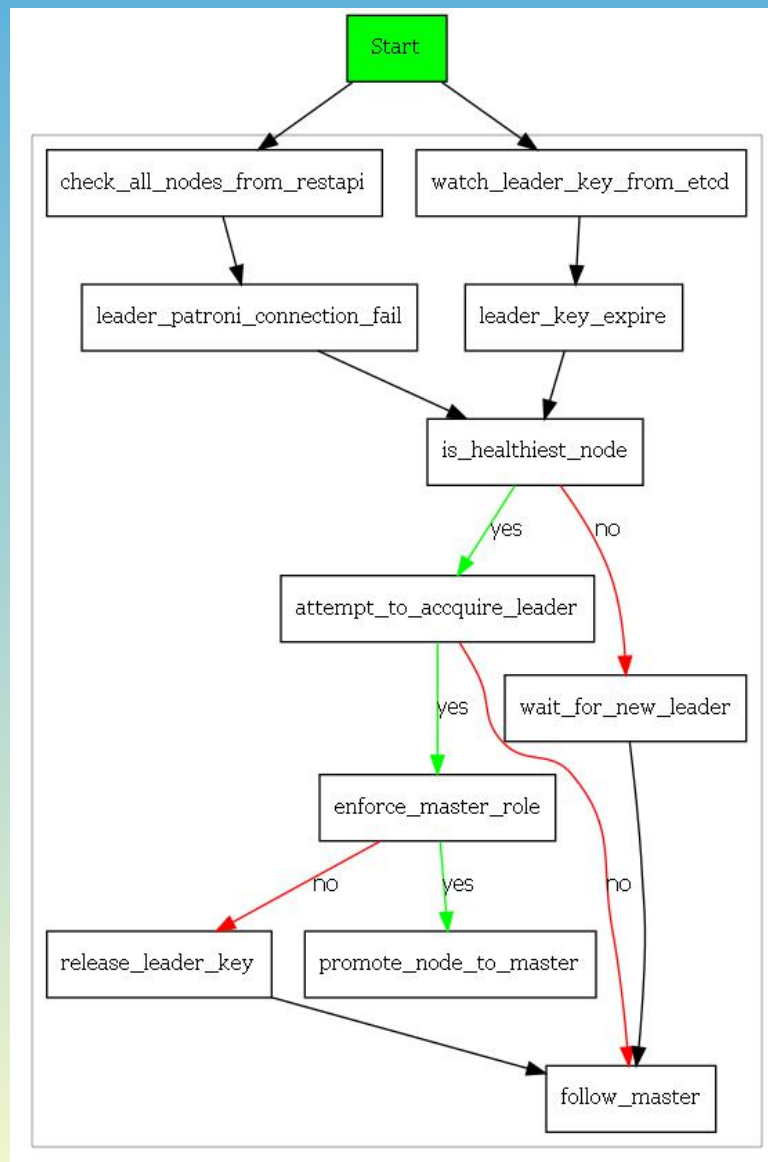 Start
check_all_nodes_from_restapi
watch_leader_key_from_etcd
leader_patroni_connection_fail
leader_key_expire
is_healthiest_node
yes
no
attempt_to_accquire_leader
yes
wait_for_new_leader
enforce_master_role
no
yes
no
release_leader_key
promote_node_to_master
follow_master